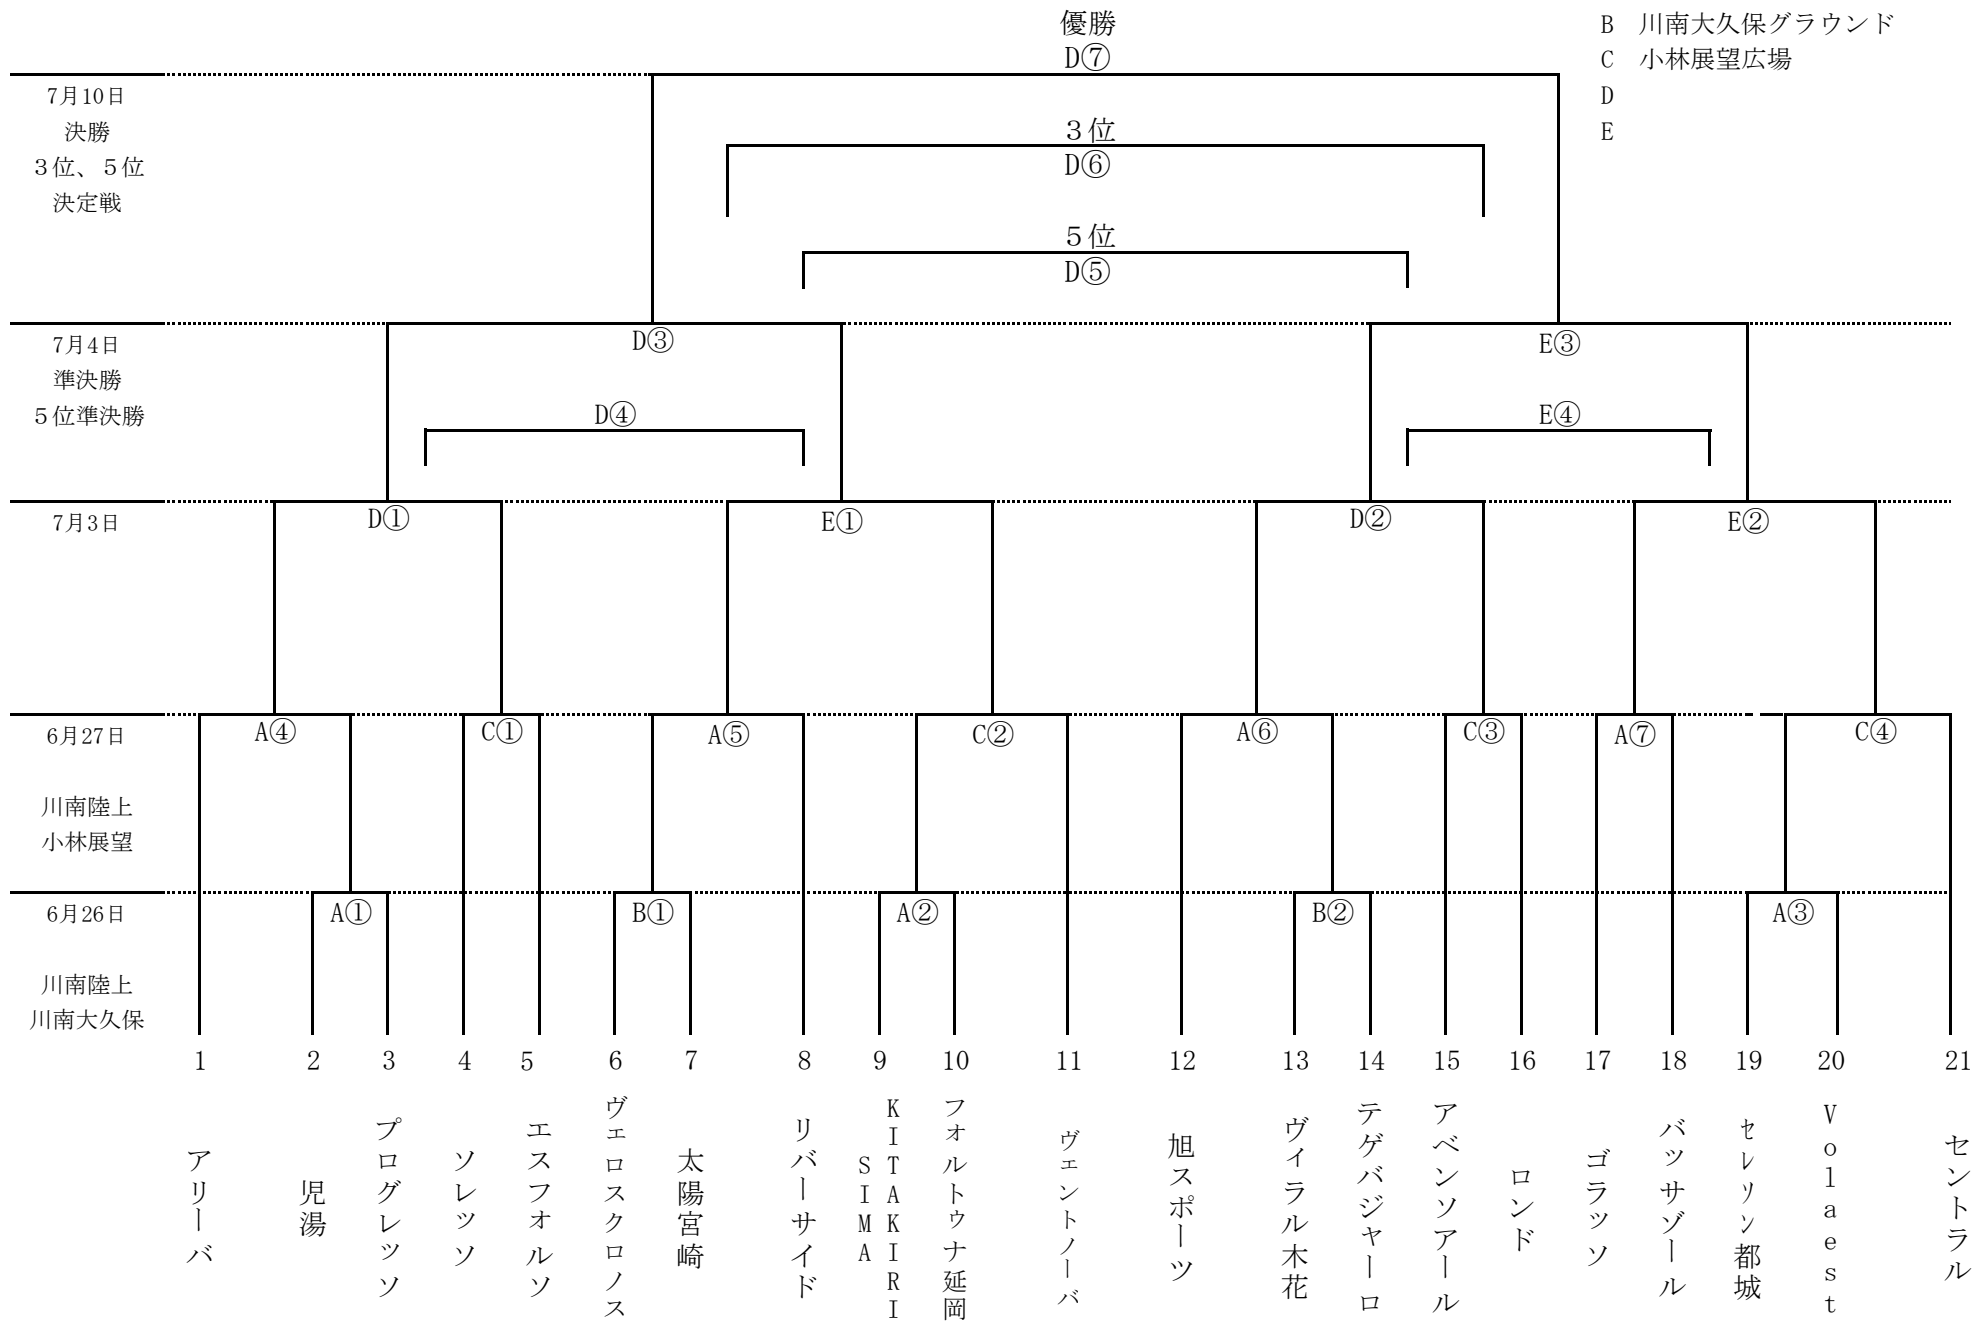 優勝
D⑦
B 川南大久保グラウンド
C 小林展望広場
D
E
7月10日
決勝
３位、５位
決定戦
３位
D⑥
５位
D⑤
7月4日
準決勝
５位準決勝
D③
E③
D④
E④
7月3日
D①
E①
D②
E②
6月27日
川南陸上
小林展望
A④
C①
A⑤
C②
A⑥
C③
A⑦
C④
6月26日
川南陸上
川南大久保
A①
B①
A②
B②
A③
1 2 3 4 5 6 7 8 9 10 11 12 13 14 15 16 17 18 19 20 21
アリーバ
児湯
プログレッソ
ソレッソ
エスフォルソ
ヴェロスクロノス
太陽宮崎
リバーサイド
KITAKIRI
SIMA
フォルトゥナ延岡
ヴェントノーバ
旭スポーツ
ヴィラル木花
テゲバジャーロ
アベンソアール
ロンド
ゴラッソ
バッサゾール
セレソン都城
Volaest
セントラル